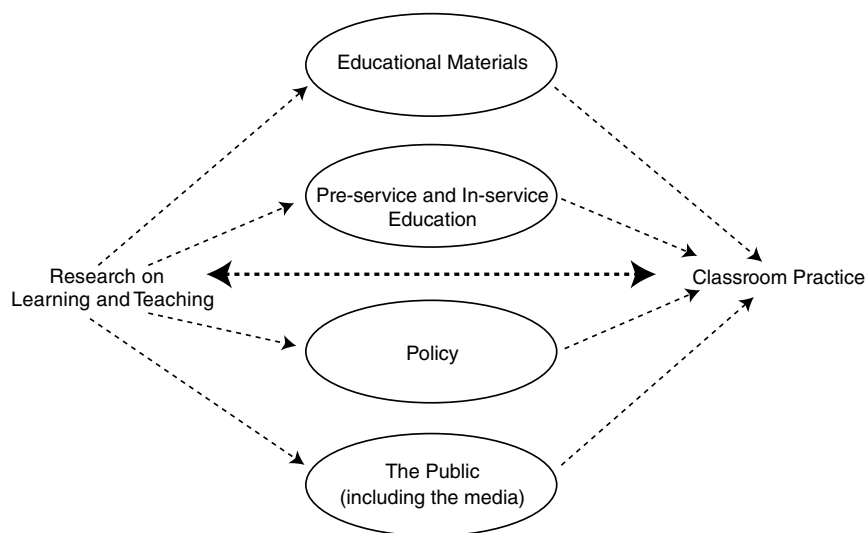 Educational Materials
Pre-service and In-service
Education
Research on
Learning and Teaching
Classroom Practice
Policy
The Public
(including the media)